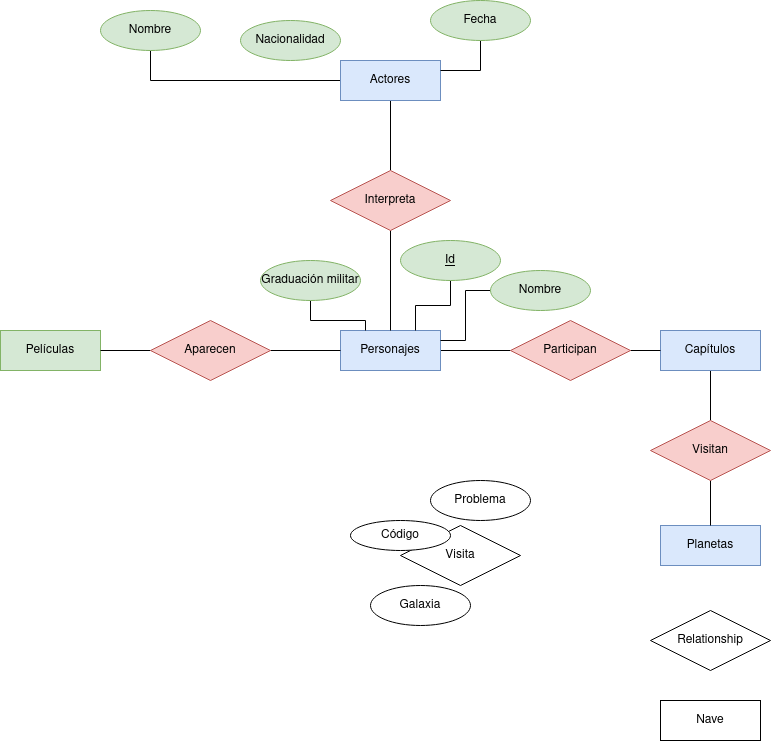 Fecha
Nombre
Nacionalidad
Actores
Interpreta
Id
Graduación militar
Nombre
Películas
Aparecen
Personajes
Participan
Capítulos
Visitan
Problema
Código
Visita
Planetas
Galaxia
Relationship
Nave